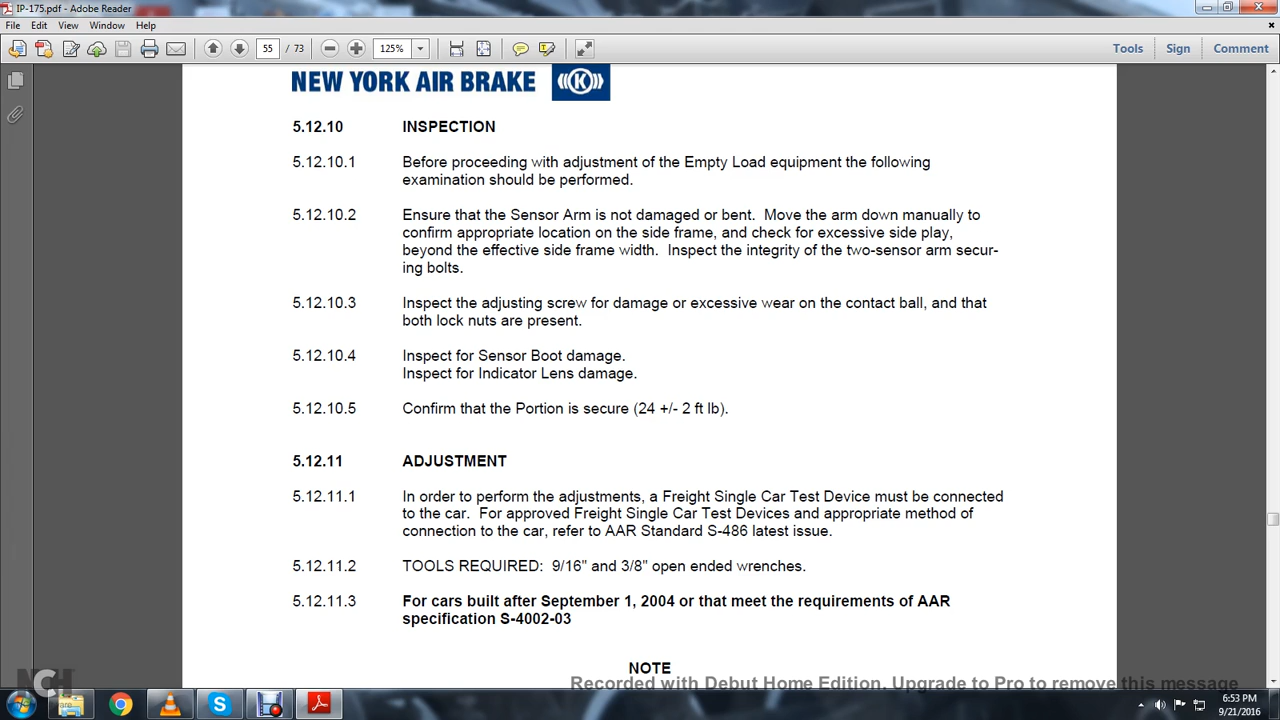 IP-175.pdf - Adobe Reader
File Edit View Window Help
55 / 73 125% Tools Sign Comment
NEW YORK AIR BRAKE K
5.12.10 INSPECTION
5.12.10.1 Before proceeding with adjustment of the Empty Load equipment the following
examination should be performed.
5.12.10.2 Ensure that the Sensor Arm is not damaged or bent. Move the arm down manually to
confirm appropriate location on the side frame, and check for excessive side play,
beyond the effective side frame width. Inspect the integrity of the two-sensor arm secur-
ing bolts.
5.12.10.3 Inspect the adjusting screw for damage or excessive wear on the contact ball, and that
both lock nuts are present.
5.12.10.4 Inspect for Sensor Boot damage.
Inspect for Indicator Lens damage.
5.12.10.5 Confirm that the Portion is secure (24 +/- 2 ft lb).
5.12.11 ADJUSTMENT
5.12.11.1 In order to perform the adjustments, a Freight Single Car Test Device must be connected
to the car. For approved Freight Single Car Test Devices and appropriate method of
connection to the car, refer to AAR Standard S-486 latest issue.
5.12.11.2 TOOLS REQUIRED: 9/16" and 3/8" open ended wrenches.
5.12.11.3 For cars built after September 1, 2004 or that meet the requirements of AAR
specification S-4002-03
NOTE
Recorded with Debut Home Edition. Upgrade to Pro to remove this message
NCH
6:53 PM
9/21/2016